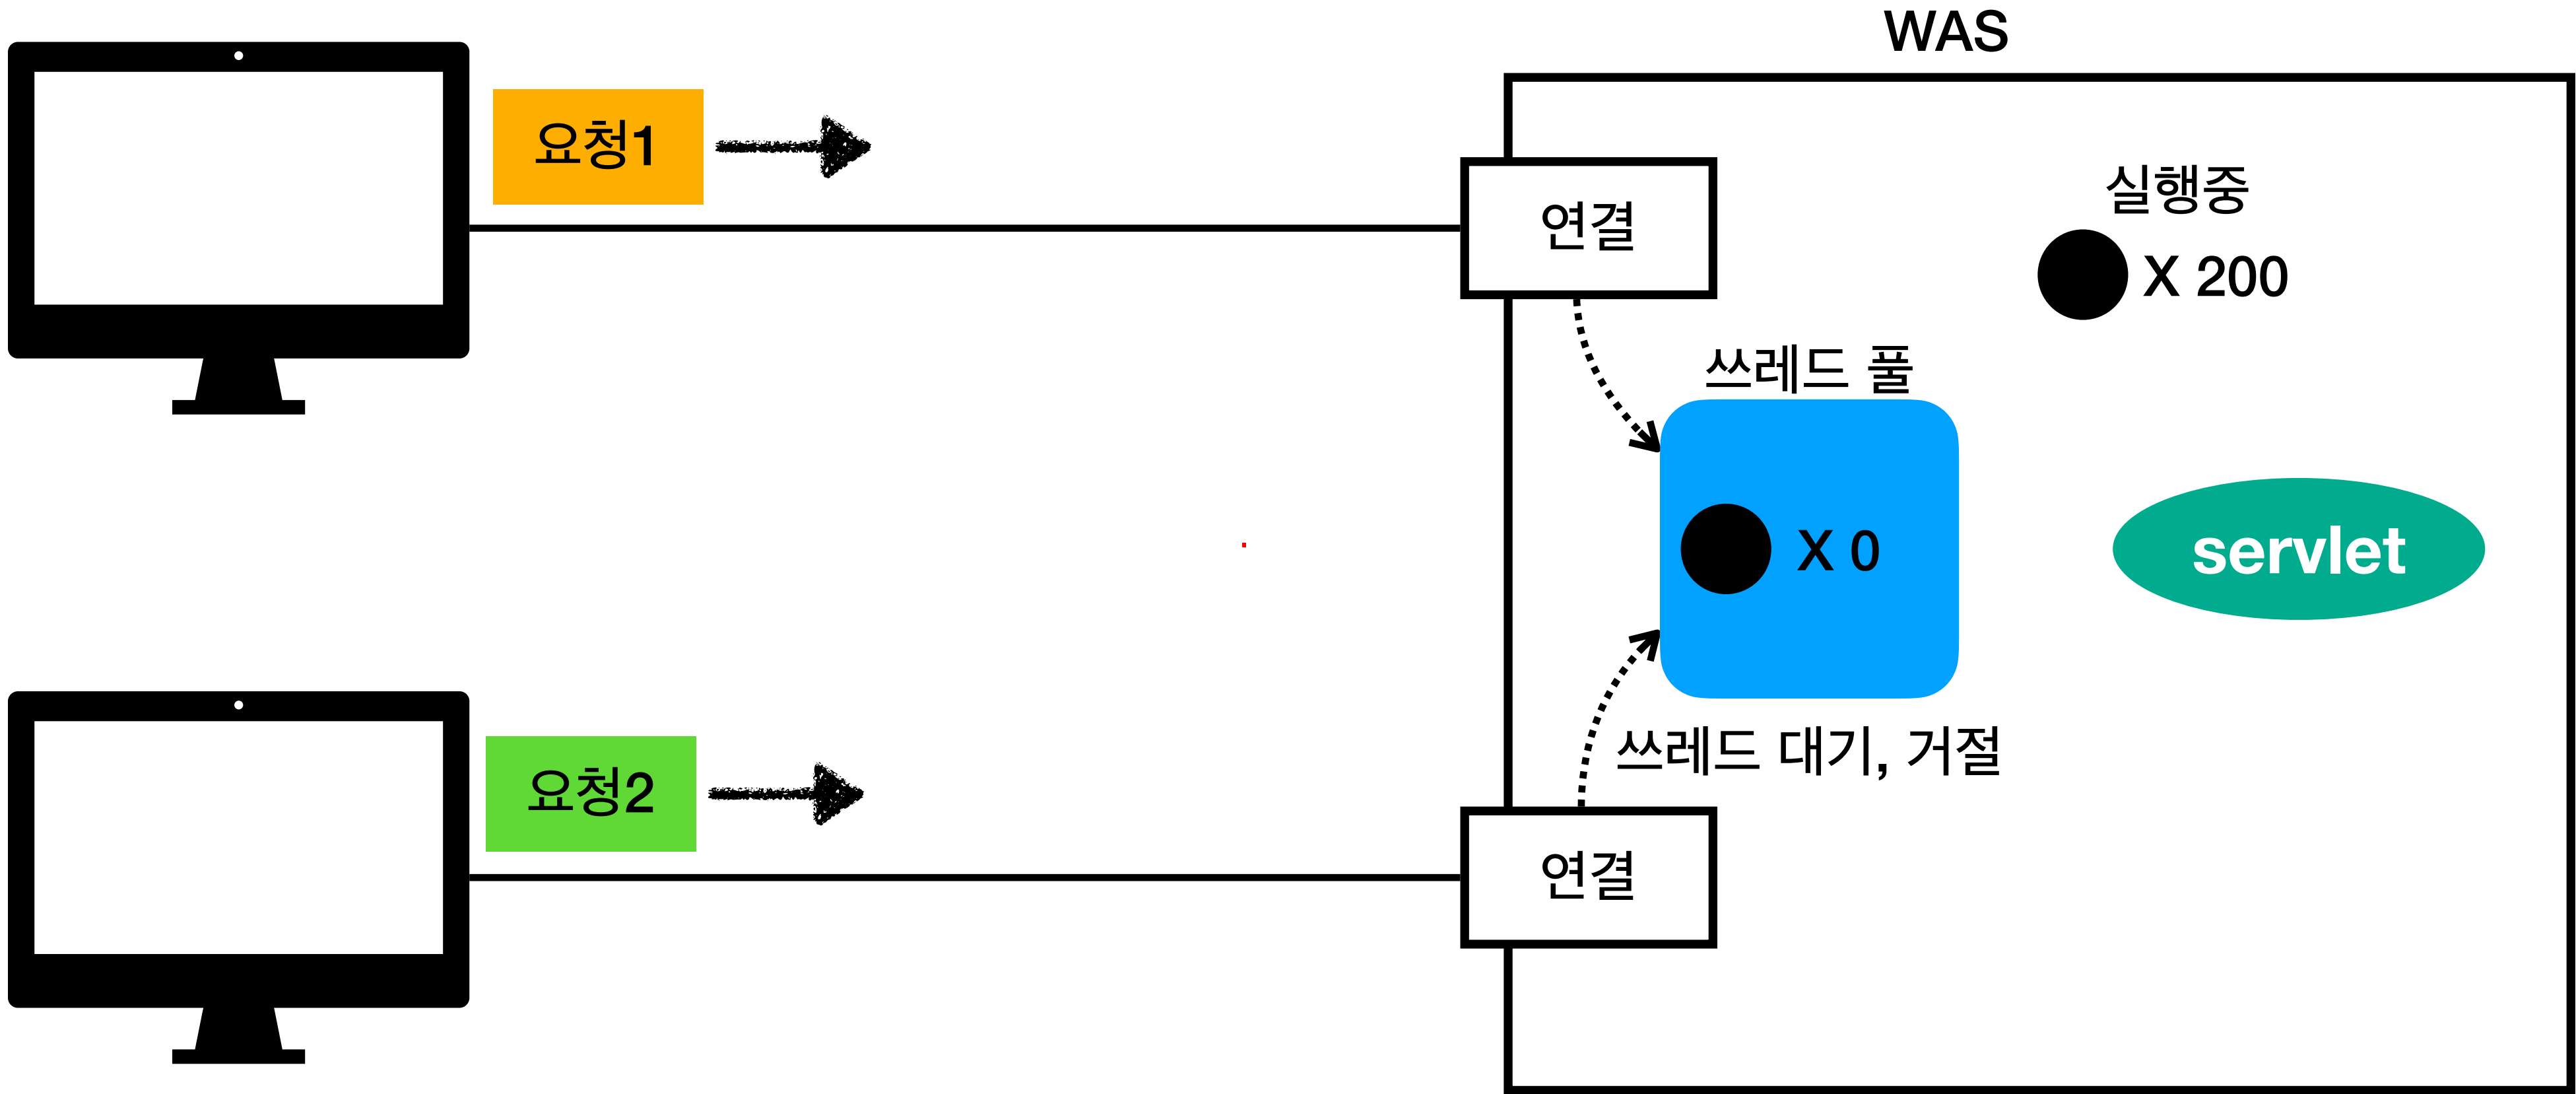 WAS
요청1
연결
실행중
X 200
쓰레드 풀
X 0
servlet
쓰레드 대기, 거절
요청2
연결